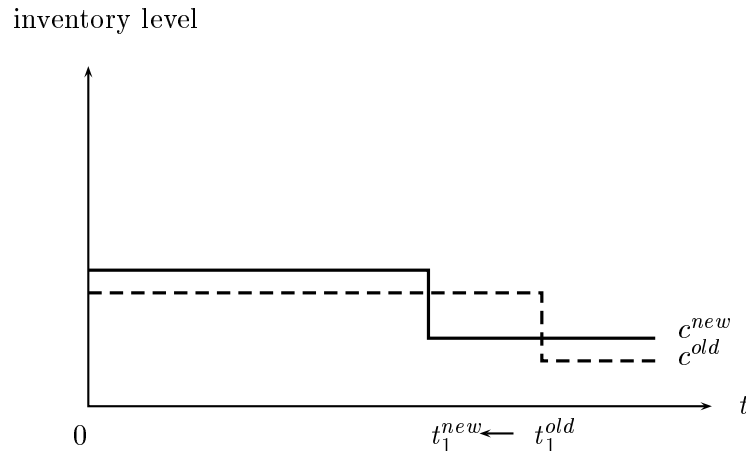 inventory level
c^{new}
c^{old}
t
0
t_1^{new} ← t_1^{old}